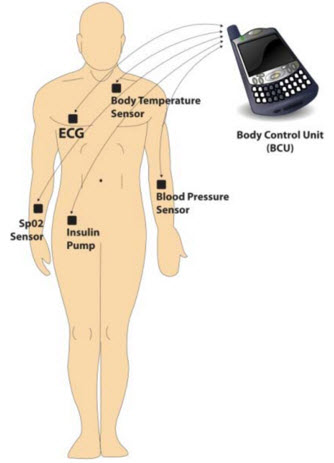 Body Temperature
Sensor
ECG
Body Control Unit
(BCU)
Blood Pressure
Sensor
Sp02
Sensor
Insulin
Pump